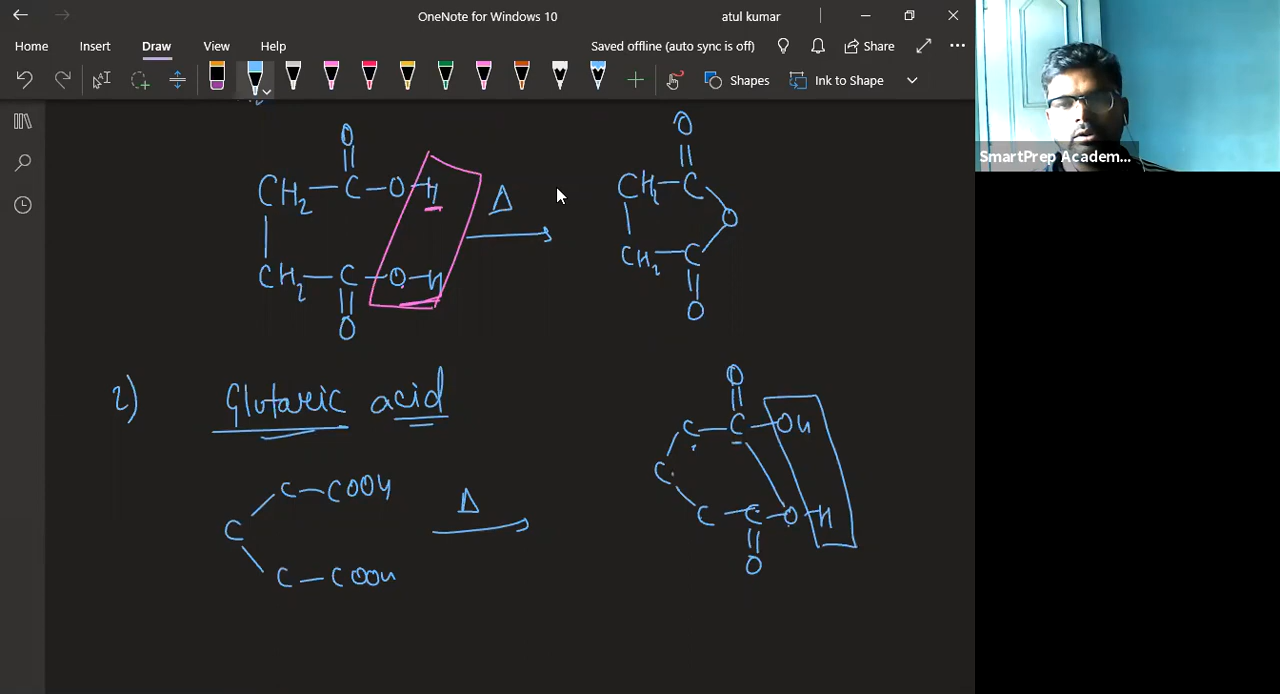 OneNote for Windows 10
atul kumar
Home Insert Draw View Help
Saved offline (auto sync is off)
Share
Shapes
Ink to Shape
SmartPrep Academ...
O O
CH2 — C — O — H Δ CH2 — C
O
CH2 — C — O — H CH2 — C
O O
2) Glutaric acid
O
C — C — OH
C — COOH Δ C
C C — C — O — H
C — COOH O